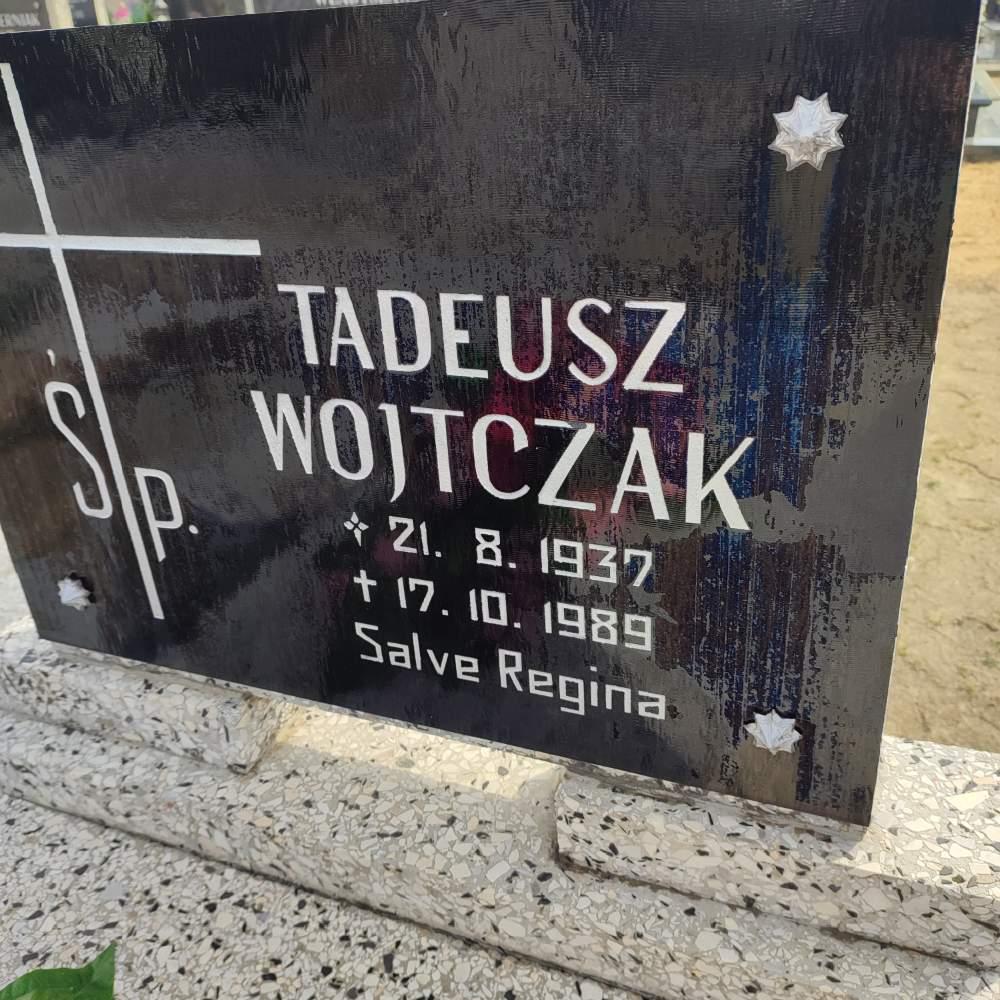 Ś P.
TADEUSZ
WOJTCZAK
21. 8. 1937
† 17. 10. 1989
Salve Regina